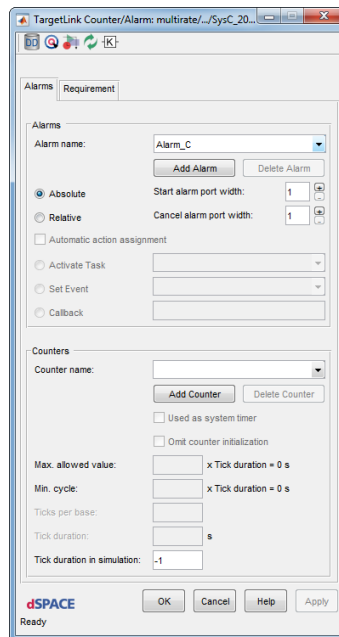 TargetLink Counter/Alarm: multirate/.../SysC_20...
DD
K
Alarms Requirement
Alarms
Alarm name: Alarm_C
Add Alarm Delete Alarm
Absolute Start alarm port width: 1
Relative Cancel alarm port width: 1
Automatic action assignment
Activate Task
Set Event
Callback
Counters
Counter name:
Add Counter Delete Counter
Used as system timer
Omit counter initialization
Max. allowed value: x Tick duration = 0 s
Min. cycle: x Tick duration = 0 s
Ticks per base:
Tick duration: s
Tick duration in simulation: -1
dSPACE OK Cancel Help Apply
Ready